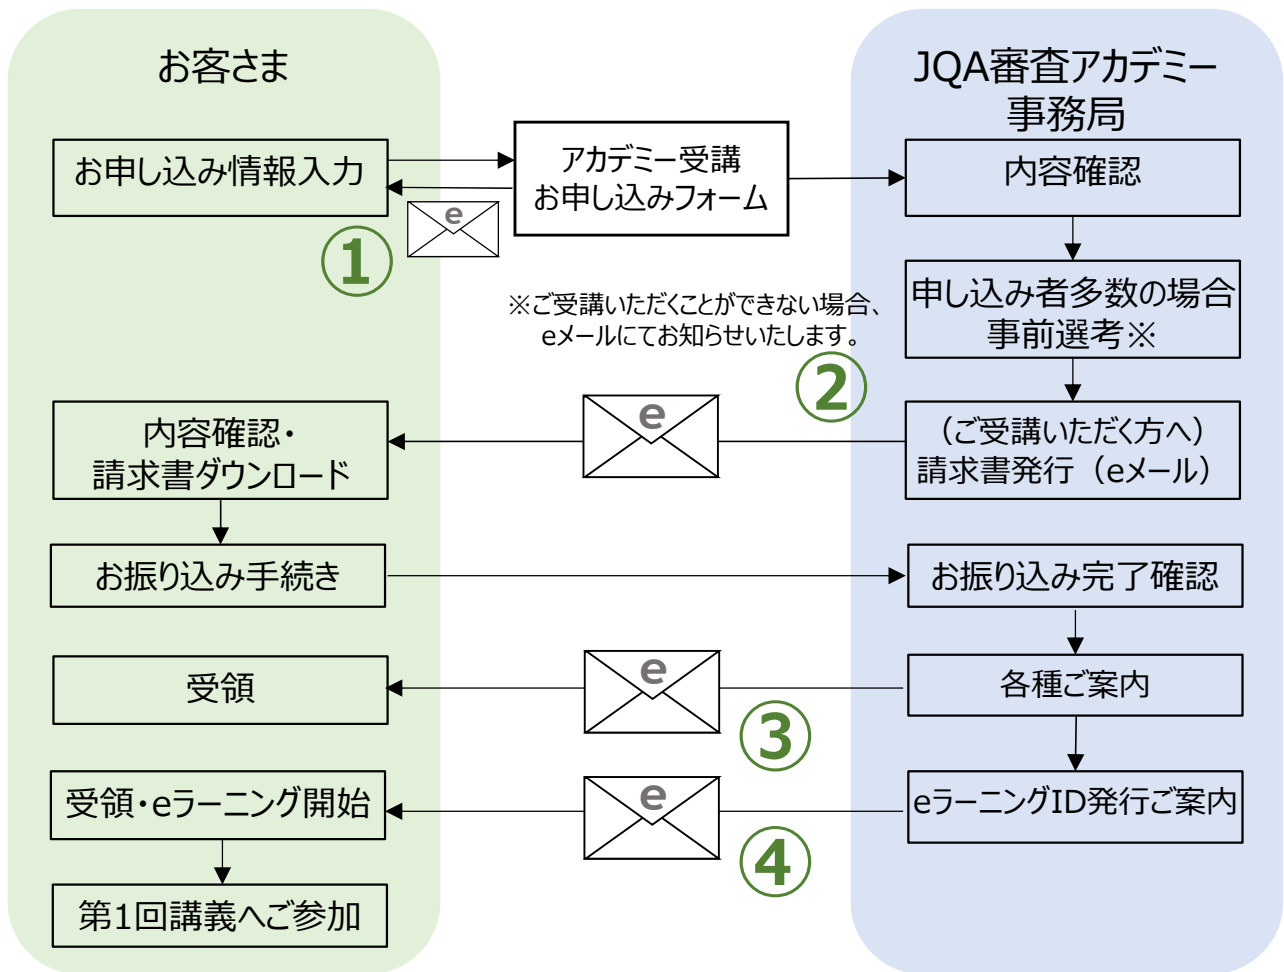 お客さま
JQA審査アカデミー
事務局
お申し込み情報入力
アカデミー受講
お申し込みフォーム
内容確認
e
①
申し込み者多数の場合
事前選考※
※ご受講いただくことができない場合、
eメールにてお知らせいたします。
②
内容確認・
請求書ダウンロード
e
（ご受講いただく方へ）
請求書発行（eメール）
お振り込み手続き
お振り込み完了確認
受領
e
各種ご案内
③
受領・eラーニング開始
e
eラーニングID発行ご案内
④
第1回講義へご参加